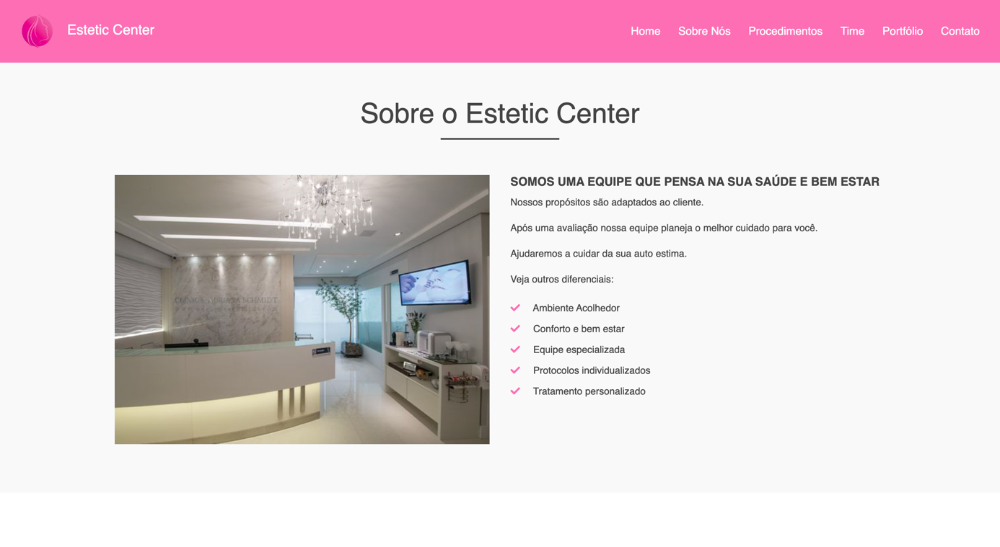 Estetic Center
Home Sobre Nós Procedimentos Time Portfólio Contato
Sobre o Estetic Center
SOMOS UMA EQUIPE QUE PENSA NA SUA SAÚDE E BEM ESTAR
Nossos propósitos são adaptados ao cliente.
Após uma avaliação nossa equipe planeja o melhor cuidado para você.
Ajudaremos a cuidar da sua auto estima.
Veja outros diferenciais:
Ambiente Acolhedor
Conforto e bem estar
Equipe especializada
Protocolos individualizados
Tratamento personalizado
SCHMIDT